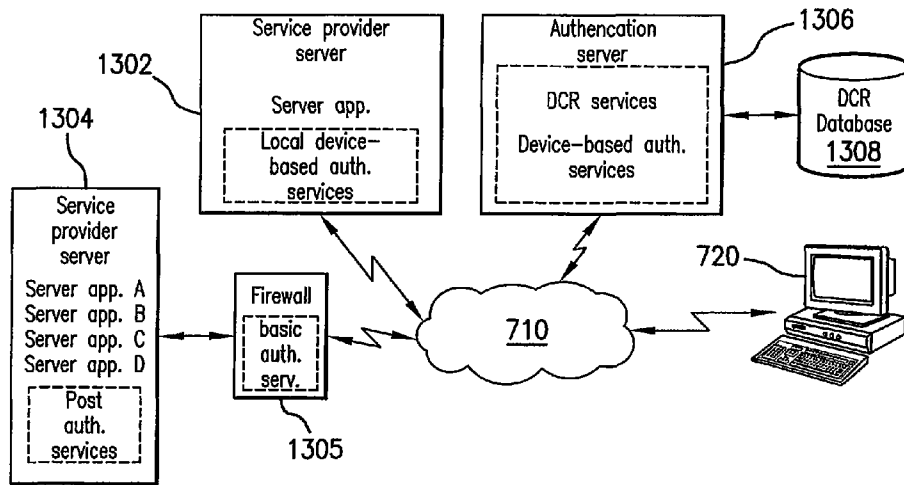 1302
Service provider
server
Server app.
Local device-
based auth.
services
1306
Authencation
server
DCR services
Device-based auth.
services
DCR
Database
1308
1304
Service
provider
server
Server app. A
Server app. B
Server app. C
Server app. D
Post
auth.
services
Firewall
basic
auth.
serv.
1305
710
720